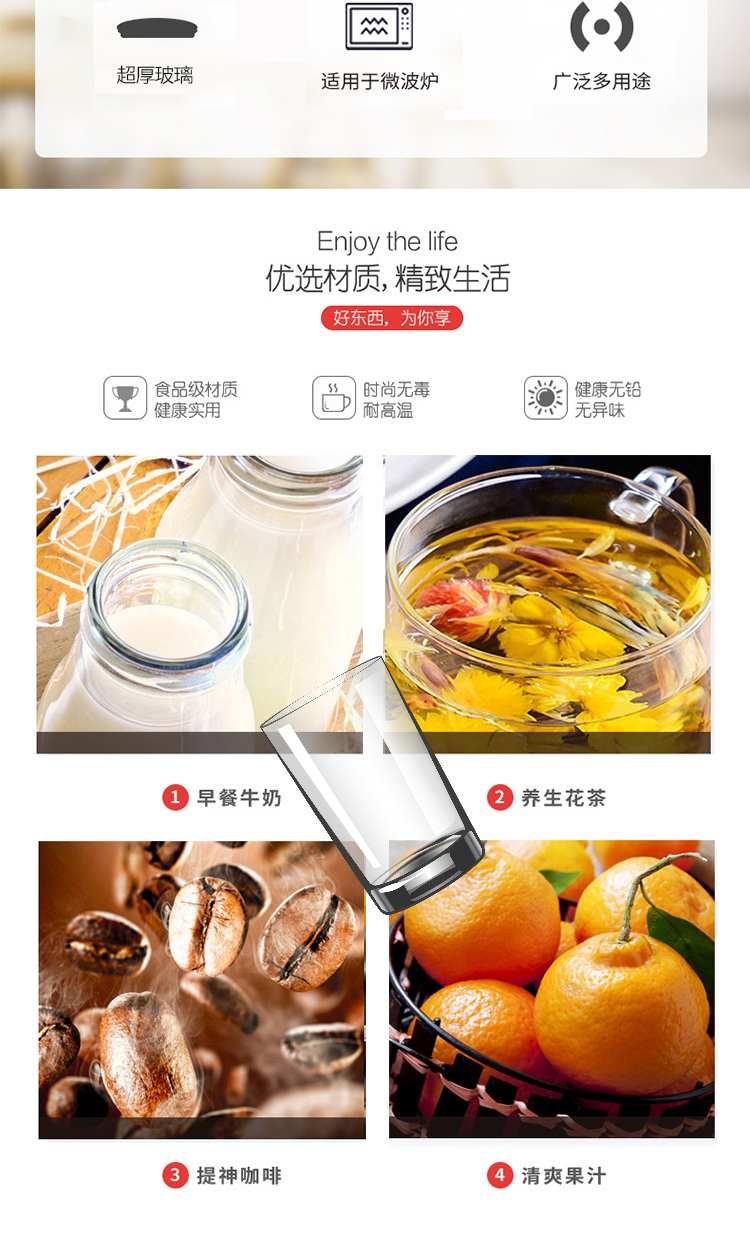 超厚玻璃
适用于微波炉
广泛多用途
Enjoy the life
优选材质,精致生活
好东西，为你享
食品级材质
健康实用
时尚无毒
耐高温
健康无铅
无异味
1 早餐牛奶
2 养生花茶
3 提神咖啡
4 清爽果汁